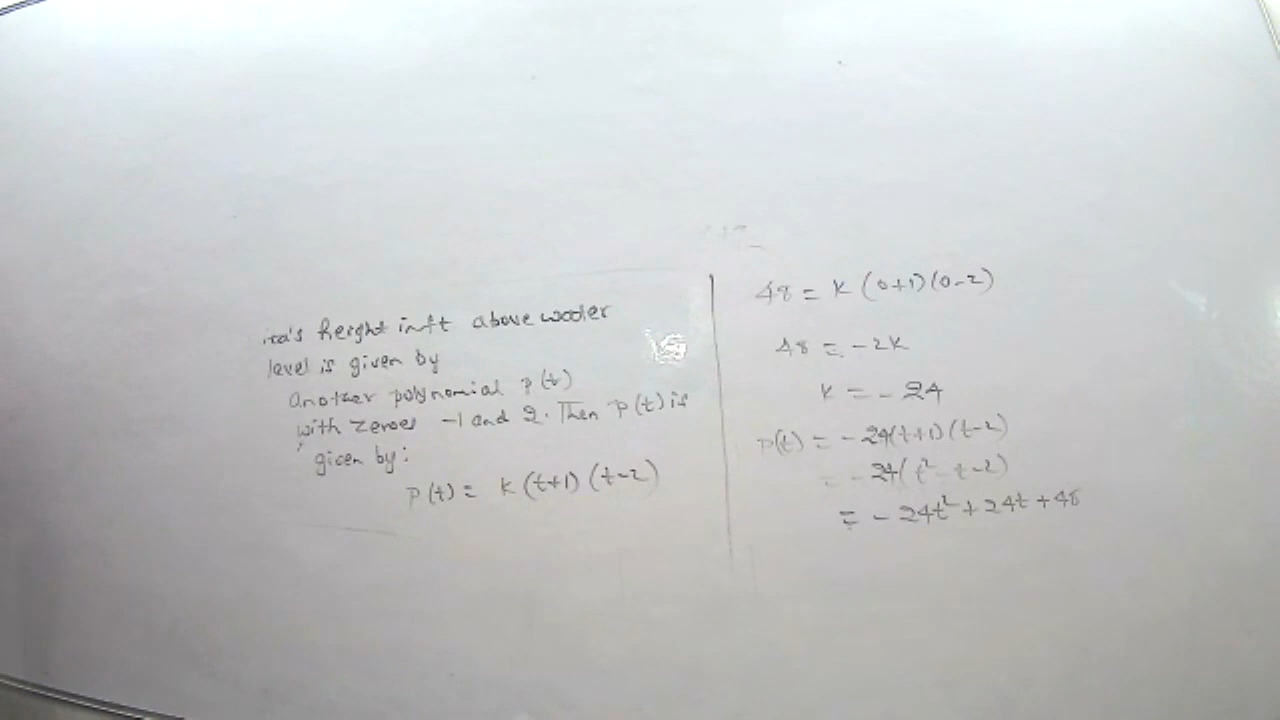 ita's height in ft above wooler
level is given by
another polynomial p(t)
with zeroes -1 and 2. Then p(t) is
given by:
P(t) = k(t+1)(t-2)
48 = k(0+1)(0-2)
48 = -2k
k = -24
p(t) = -24(t+1)(t-2)
= -24(t² - t-2)
= -24t² + 24t + 48